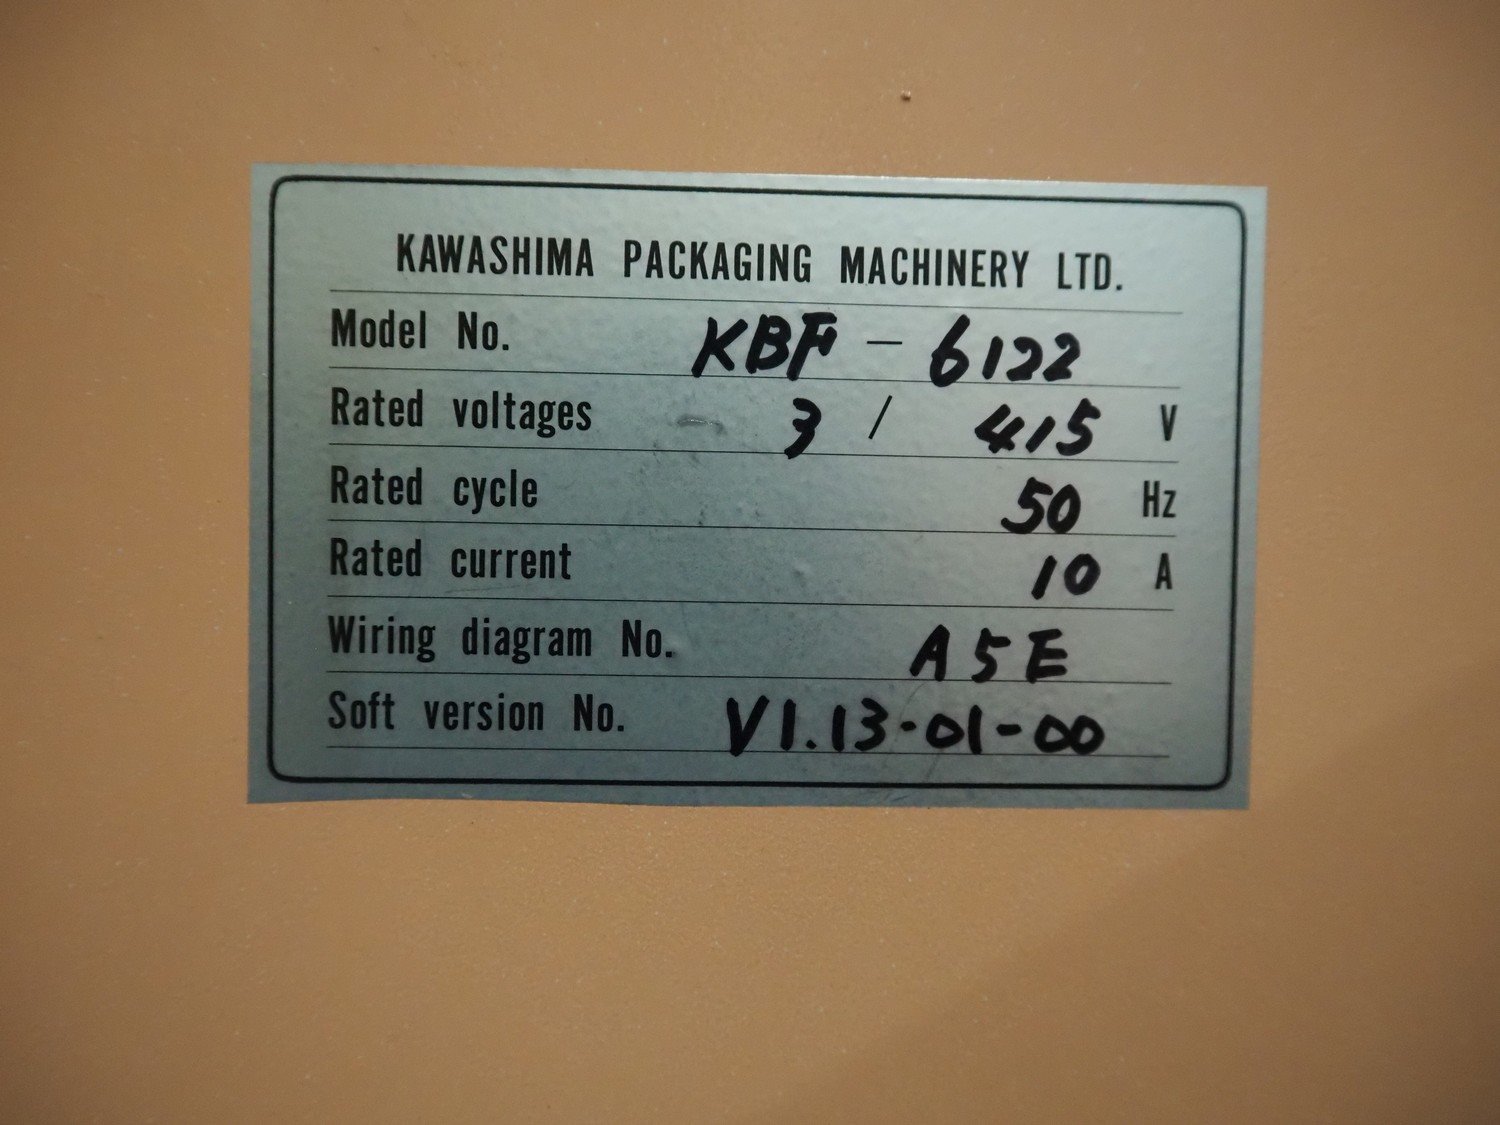 KAWASHIMA PACKAGING MACHINERY LTD.
Model No. KBF - 6122
Rated voltages 3 / 415 V
Rated cycle 50 Hz
Rated current 10 A
Wiring diagram No. A5E
Soft version No. V1.13-01-00